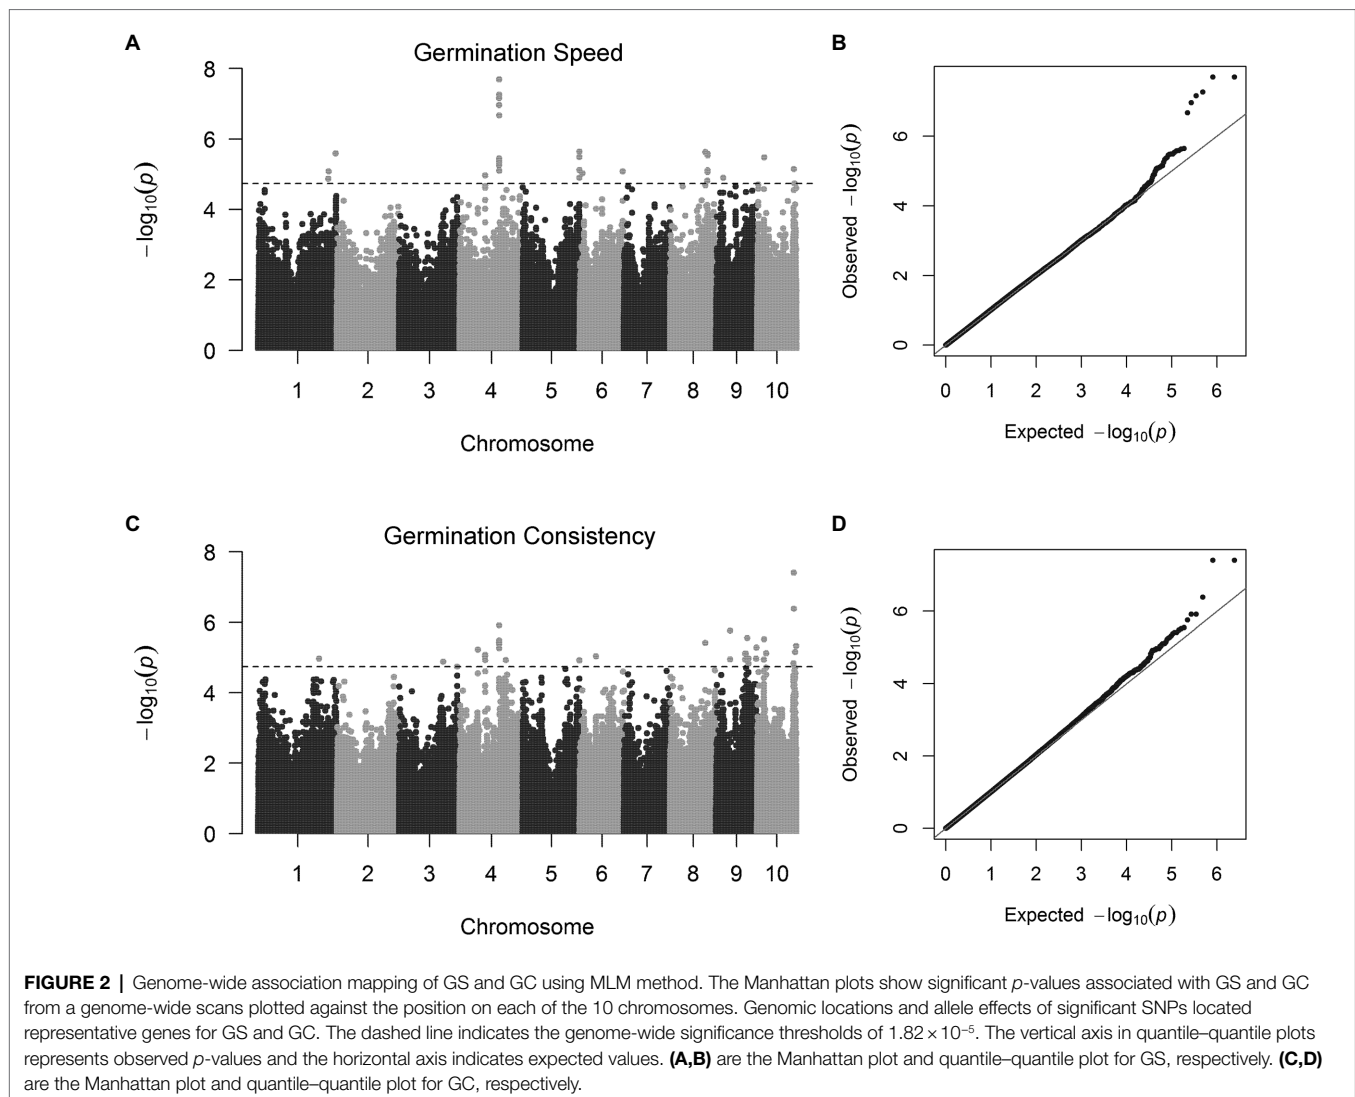 A
Germination Speed
8
6
4
2
0
−log10(p)
1 2 3 4 5 6 7 8 9 10
Chromosome
B
6
4
2
0
Observed −log10(p)
0 1 2 3 4 5 6
Expected −log10(p)
C
Germination Consistency
8
6
4
2
0
−log10(p)
1 2 3 4 5 6 7 8 9 10
Chromosome
D
6
4
2
0
Observed −log10(p)
0 1 2 3 4 5 6
Expected −log10(p)
FIGURE 2 | Genome-wide association mapping of GS and GC using MLM method. The Manhattan plots show significant p-values associated with GS and GC
from a genome-wide scans plotted against the position on each of the 10 chromosomes. Genomic locations and allele effects of significant SNPs located
representative genes for GS and GC. The dashed line indicates the genome-wide significance thresholds of 1.82×10⁻⁵. The vertical axis in quantile–quantile plots
represents observed p-values and the horizontal axis indicates expected values. (A,B) are the Manhattan plot and quantile–quantile plot for GS, respectively. (C,D)
are the Manhattan plot and quantile–quantile plot for GC, respectively.